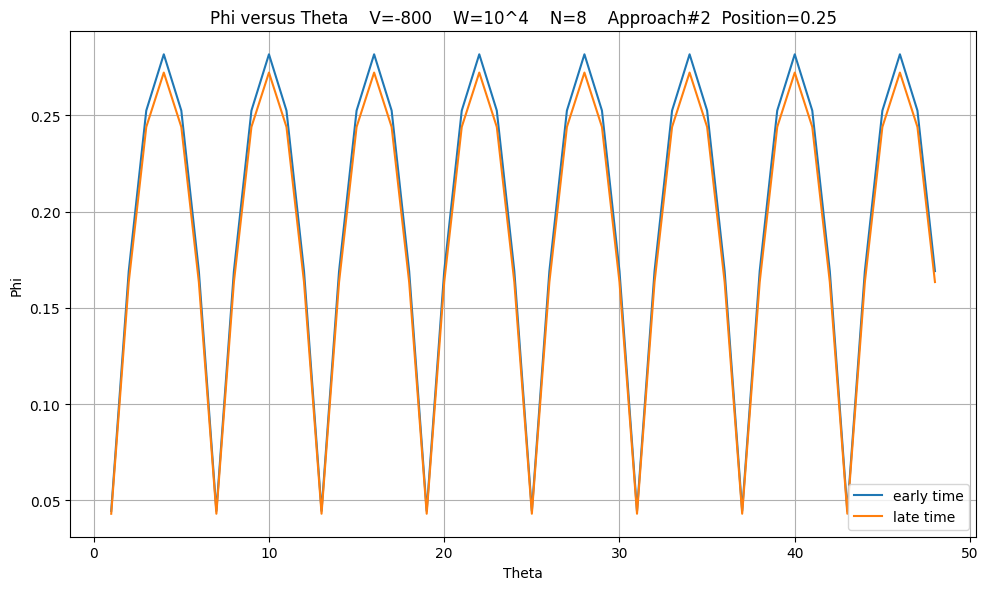 Phi versus Theta    V=-800    W=10^4    N=8    Approach#2  Position=0.25
Phi
0.25
0.20
0.15
0.10
0.05
early time
late time
0
10
20
30
40
50
Theta